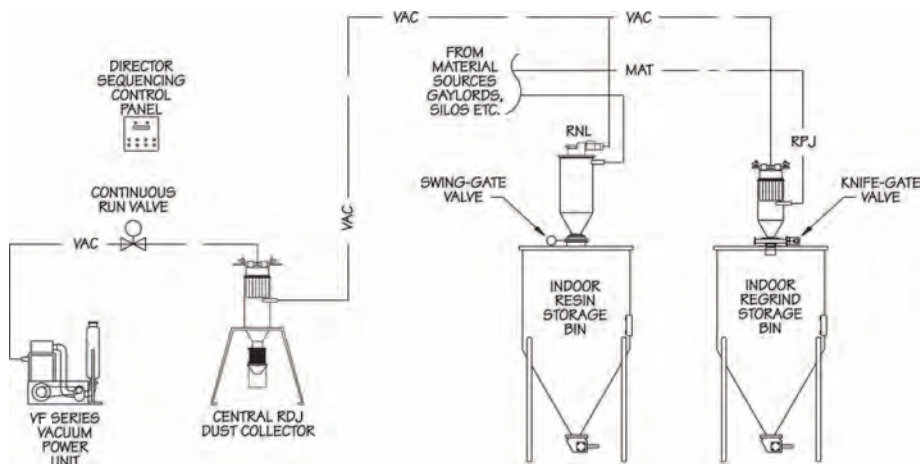 VAC
VAC
DIRECTOR
SEQUENCING
CONTROL
PANEL
FROM
MATERIAL
SOURCES
GAYLORDS,
SILOS ETC.
MAT
RNL
RPJ
CONTINUOUS
RUN VALVE
SWING-GATE
VALVE
KNIFE-GATE
VALVE
VAC
VAC
INDOOR
RESIN
STORAGE
BIN
INDOOR
REGRIND
STORAGE
BIN
VF SERIES
VACUUM
POWER
UNIT
CENTRAL RDJ
DUST COLLECTOR